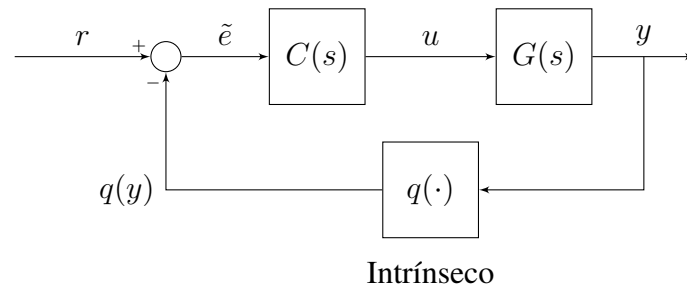 r + ẽ C(s) u G(s) y
−
q(y) q(·)
Intrínseco